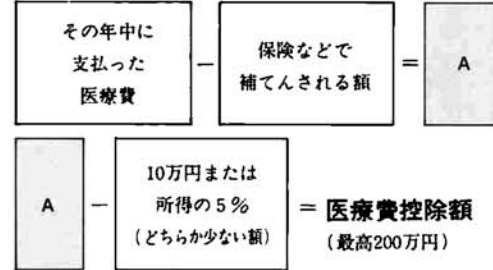 その年中に
支払った
医療費
－
保険などで
補てんされる額
＝
A
A
－
10万円または
所得の5％
（どちらか少ない額）
＝ 医療費控除額
（最高200万円）